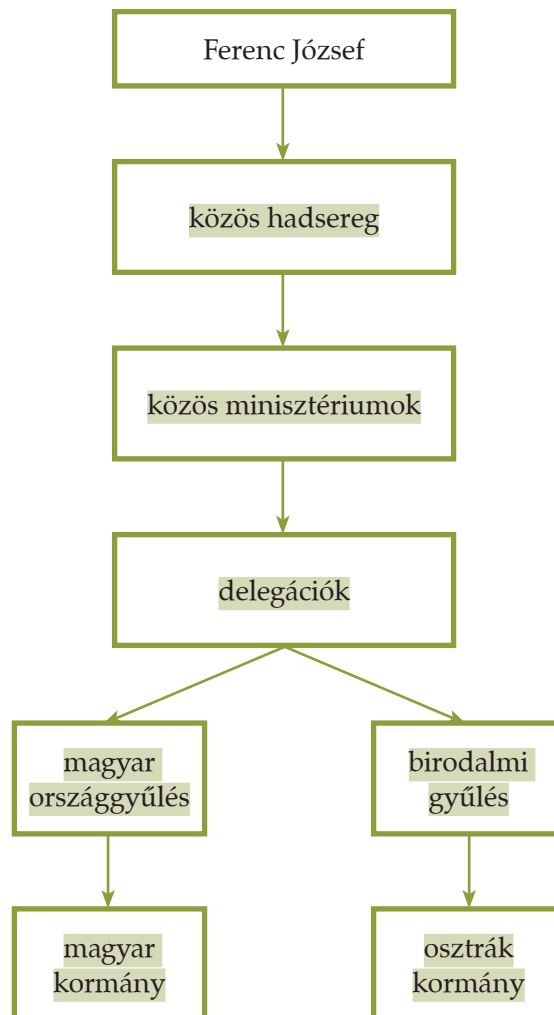 Ferenc József
közös hadsereg
közös minisztériumok
delegációk
magyar
országgyűlés
birodalmi
gyűlés
magyar
kormány
osztrák
kormány